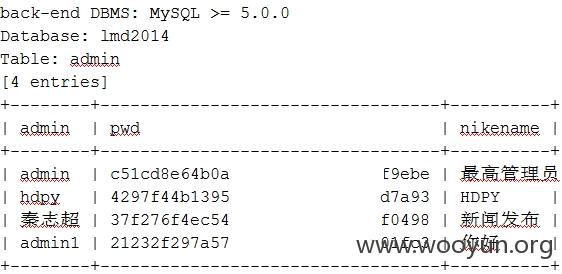 back-end DBMS: MySQL >= 5.0.0
Database: lmd2014
Table: admin
[4 entries]
+--------+----------------------------------+----------+
| admin | pwd | nikename |
+--------+----------------------------------+----------+
| admin | c51cd8e64b0a f9ebe | 最高管理员
| hdpy | 4297f44b1395 d7a93 | HDPY |
| 秦志超 | 37f276f4ec54 f0498 | 新闻发布 |
| admin1 | 21232f297a57 | 你好 |
+--------+----------------------------------+----------+
www.wooyun.org